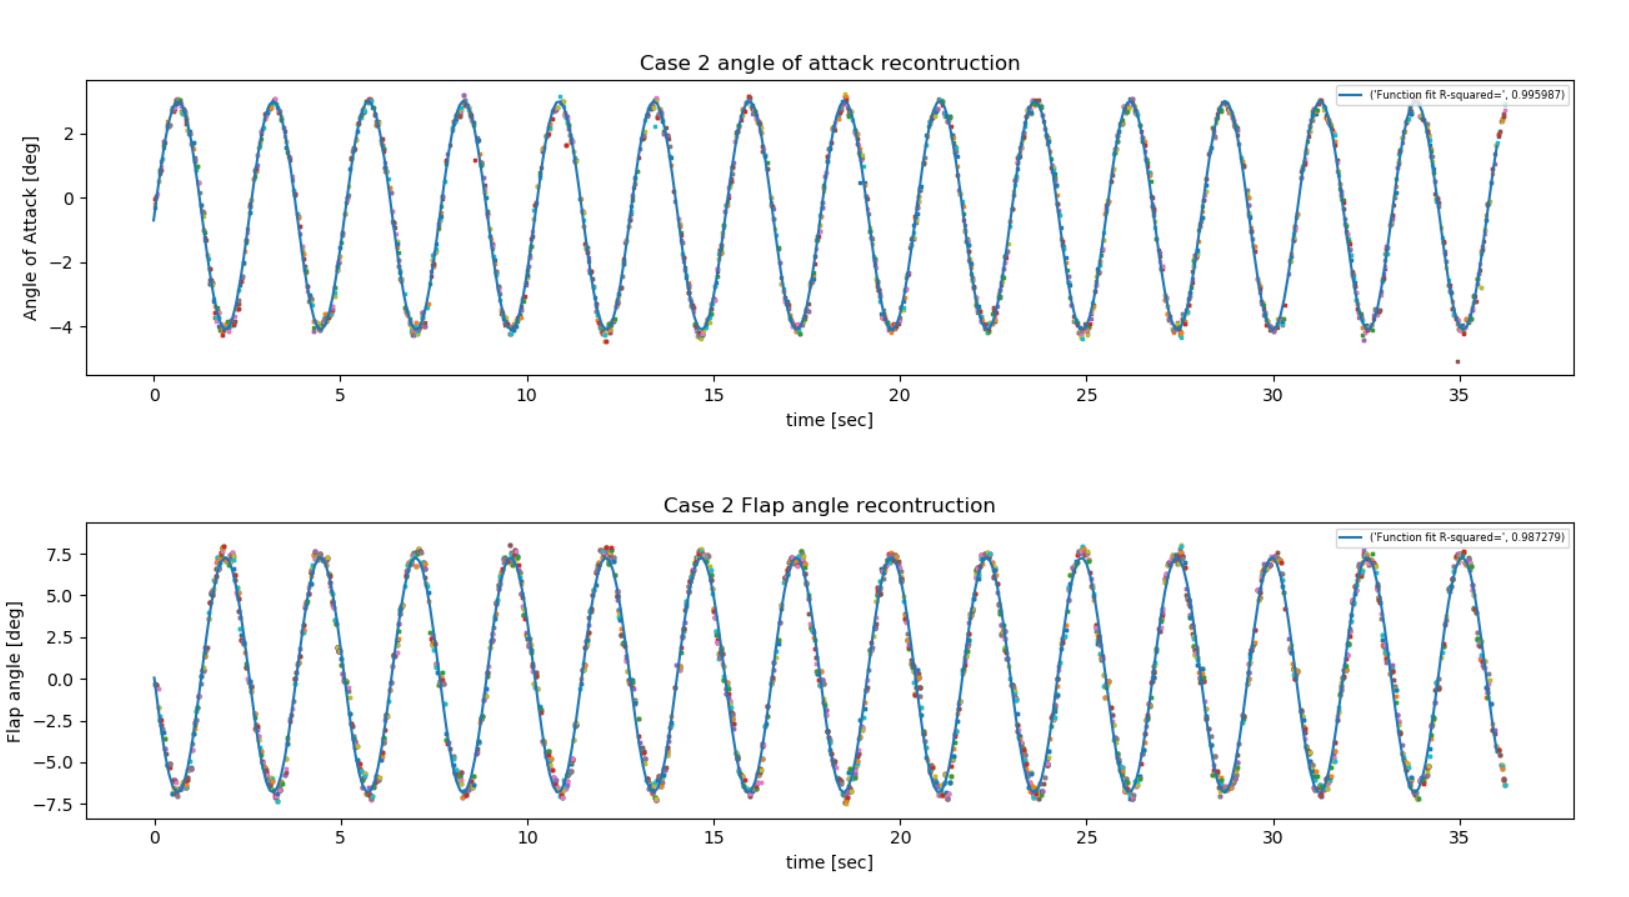 Case 2 angle of attack recontruction
('Function fit R-squared=', 0.995987)
Angle of Attack [deg]
2
0
−2
−4
0 5 10 15 20 25 30 35
time [sec]
Case 2 Flap angle recontruction
('Function fit R-squared=', 0.987279)
Flap angle [deg]
7.5
5.0
2.5
0.0
−2.5
−5.0
−7.5
0 5 10 15 20 25 30 35
time [sec]